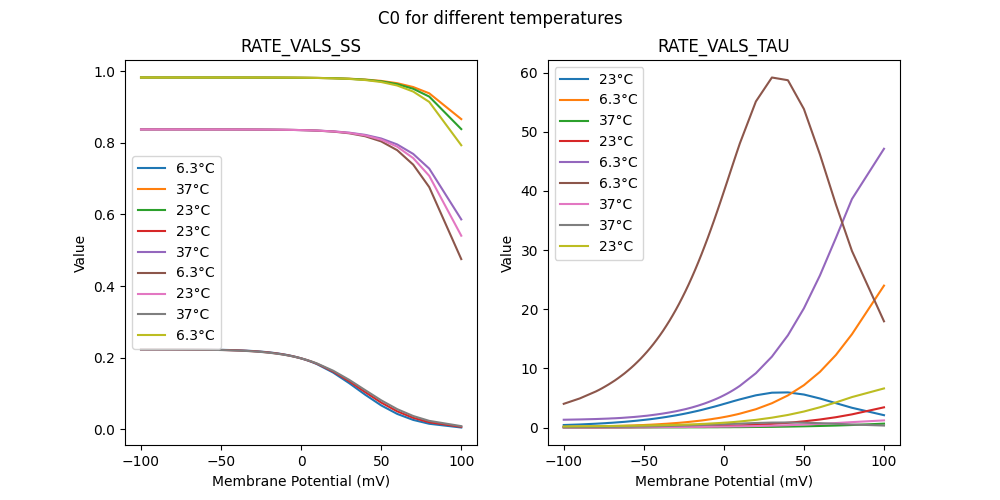 C0 for different temperatures
RATE_VALS_SS
1.0
0.8
0.6
0.4
0.2
0.0
Value
6.3°C
37°C
23°C
23°C
37°C
6.3°C
23°C
37°C
6.3°C
−100
−50
0
50
100
Membrane Potential (mV)
RATE_VALS_TAU
60
50
40
30
20
10
0
Value
23°C
6.3°C
37°C
23°C
6.3°C
6.3°C
37°C
37°C
23°C
−100
−50
0
50
100
Membrane Potential (mV)